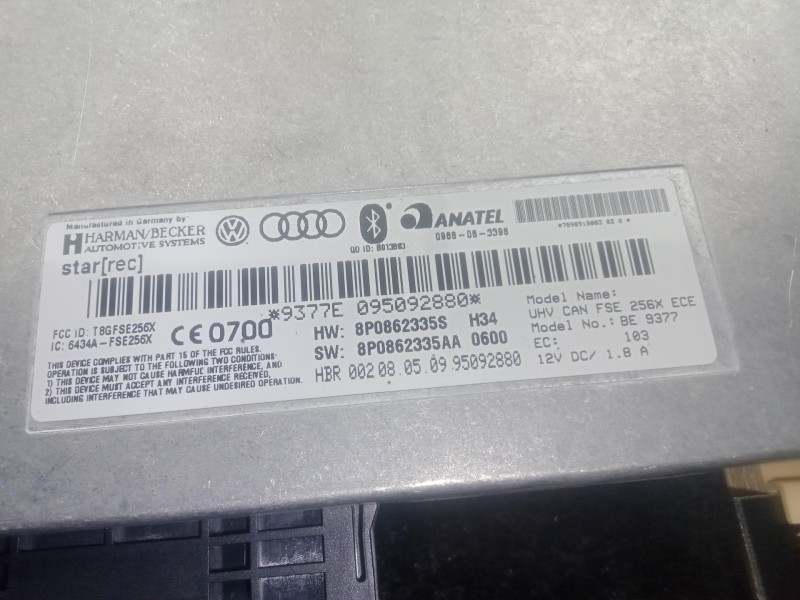 Manufactured in Germany by:
HARMAN/BECKER
AUTOMOTIVE SYSTEMS
star[rec]
ANATEL
0986-08-3398
QD ID: B013883
FCC ID: T8GFSE256X
IC: 6434A-FSE256X
CE0700
THIS DEVICE COMPLIES WITH PART 15 OF THE FCC RULES.
OPERATION IS SUBJECT TO THE FOLLOWING TWO CONDITIONS
1) THIS DEVICE MAY NOT CAUSE HARMFUL INTERFERENCE, AND
2) THIS DEVICE MUST ACCEPT ANY INTERFERENCE RECEIVED,
INCLUDING INTERFERENCE THAT MAY CAUSE UNDESIRED OPERATION.
*9377E 095092880*
HW: 8P0862335S H34
SW: 8P0862335AA 0600
HBR 002 08.05.09 95092880
Model Name:
UHV CAN FSE 256X ECE
Model No.: BE 9377
EC: 103
12V DC/ 1.8 A